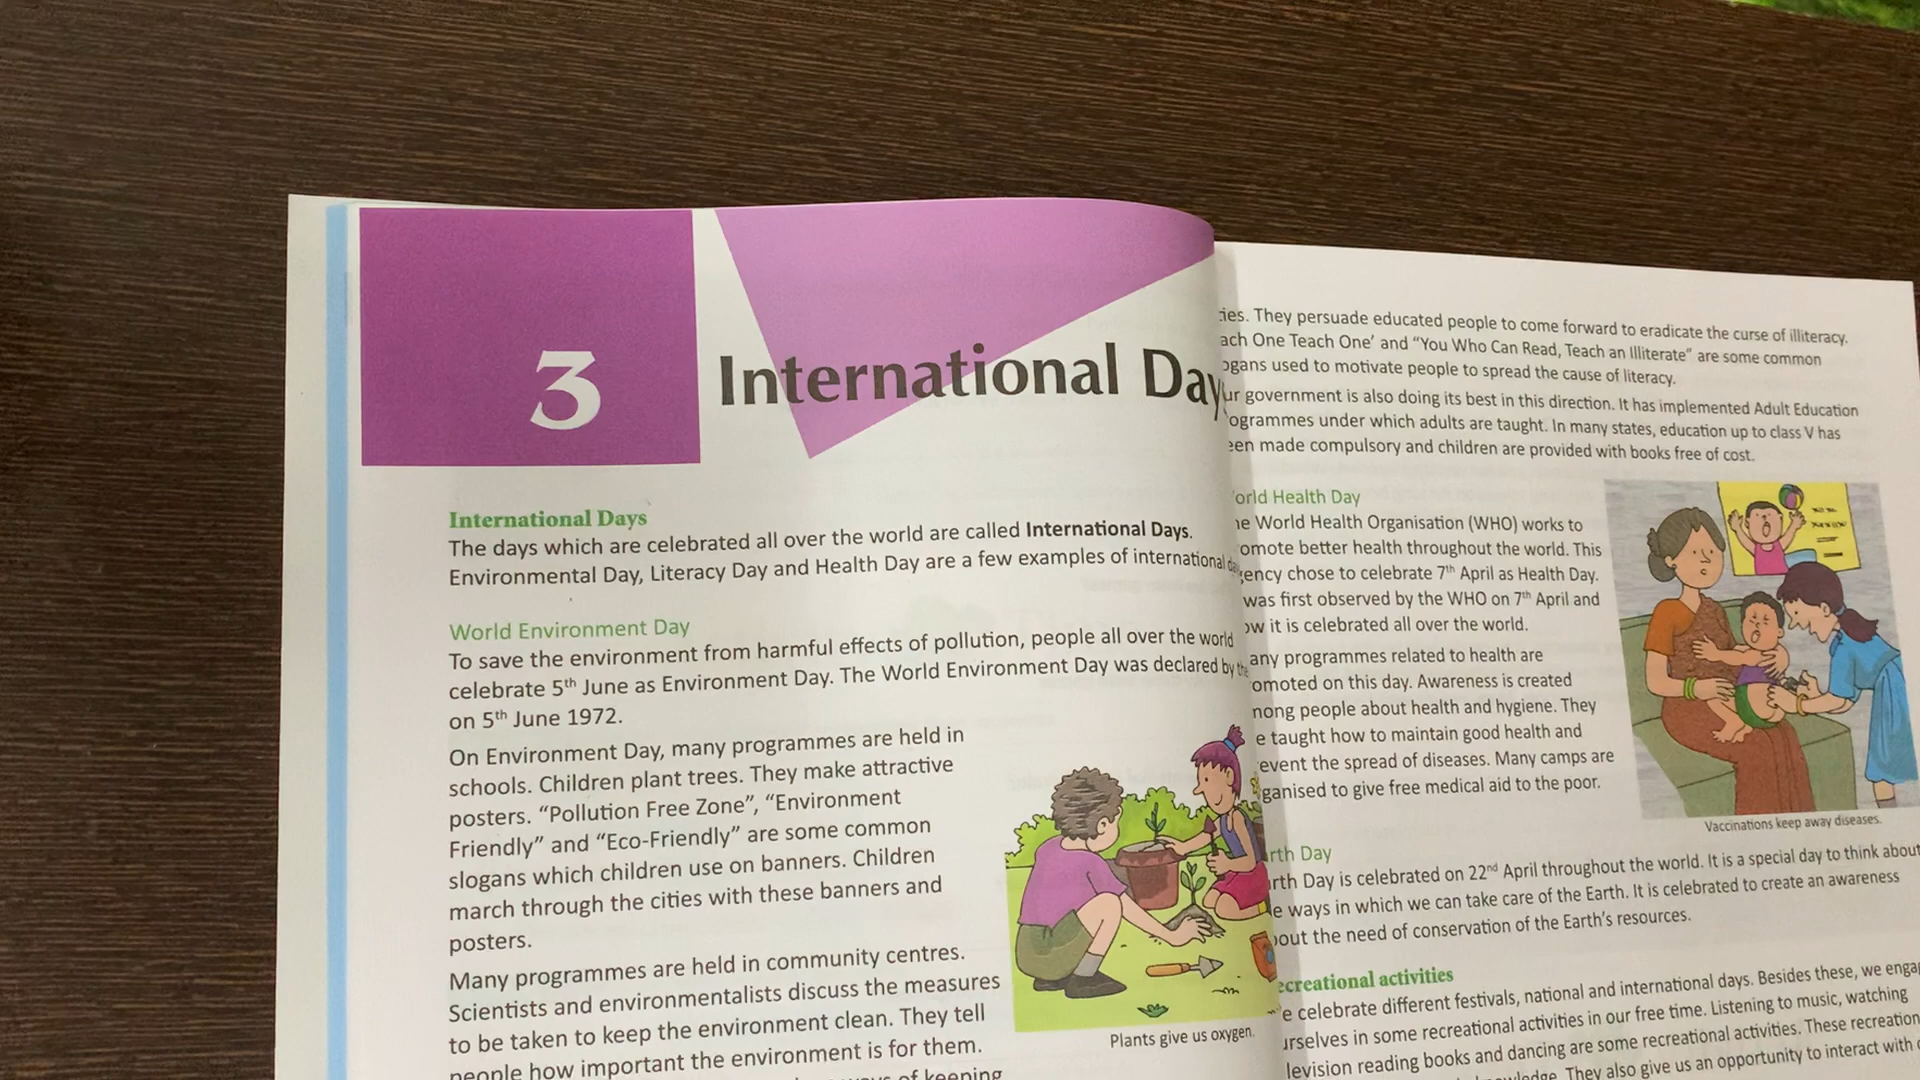 3
International Day
International Days
The days which are celebrated all over the world are called International Days.
Environmental Day, Literacy Day and Health Day are a few examples of international
World Environment Day
To save the environment from harmful effects of pollution, people all over the world
celebrate 5th June as Environment Day. The World Environment Day was declared by the
on 5th June 1972.
On Environment Day, many programmes are held in
schools. Children plant trees. They make attractive
posters. “Pollution Free Zone”, “Environment
Friendly” and “Eco-Friendly” are some common
slogans which children use on banners. Children
march through the cities with these banners and
posters.
Many programmes are held in community centres.
Scientists and environmentalists discuss the measures
to be taken to keep the environment clean. They tell
people how important the environment is for them.
of keeping
Plants give us oxygen.
ies. They persuade educated people to come forward to eradicate the curse of illiteracy.
ach One Teach One’ and “You Who Can Read, Teach an Illiterate” are some common
ogans used to motivate people to spread the cause of literacy.
ur government is also doing its best in this direction. It has implemented Adult Education
ogrammes under which adults are taught. In many states, education up to class V has
een made compulsory and children are provided with books free of cost.
orld Health Day
he World Health Organisation (WHO) works to
omote better health throughout the world. This
ency chose to celebrate 7th April as Health Day.
was first observed by the WHO on 7th April and
ow it is celebrated all over the world.
any programmes related to health are
omoted on this day. Awareness is created
mong people about health and hygiene. They
e taught how to maintain good health and
event the spread of diseases. Many camps are
ganised to give free medical aid to the poor.
Vaccinations keep away diseases.
rth Day
rth Day is celebrated on 22nd April throughout the world. It is a special day to think about
e ways in which we can take care of the Earth. It is celebrated to create an awareness
out the need of conservation of the Earth’s resources.
ecreational activities
e celebrate different festivals, national and international days. Besides these, we enga
urselves in some recreational activities in our free time. Listening to music, watching
levision reading books and dancing are some recreational activities. These recreation
They also give us an opportunity to interact with